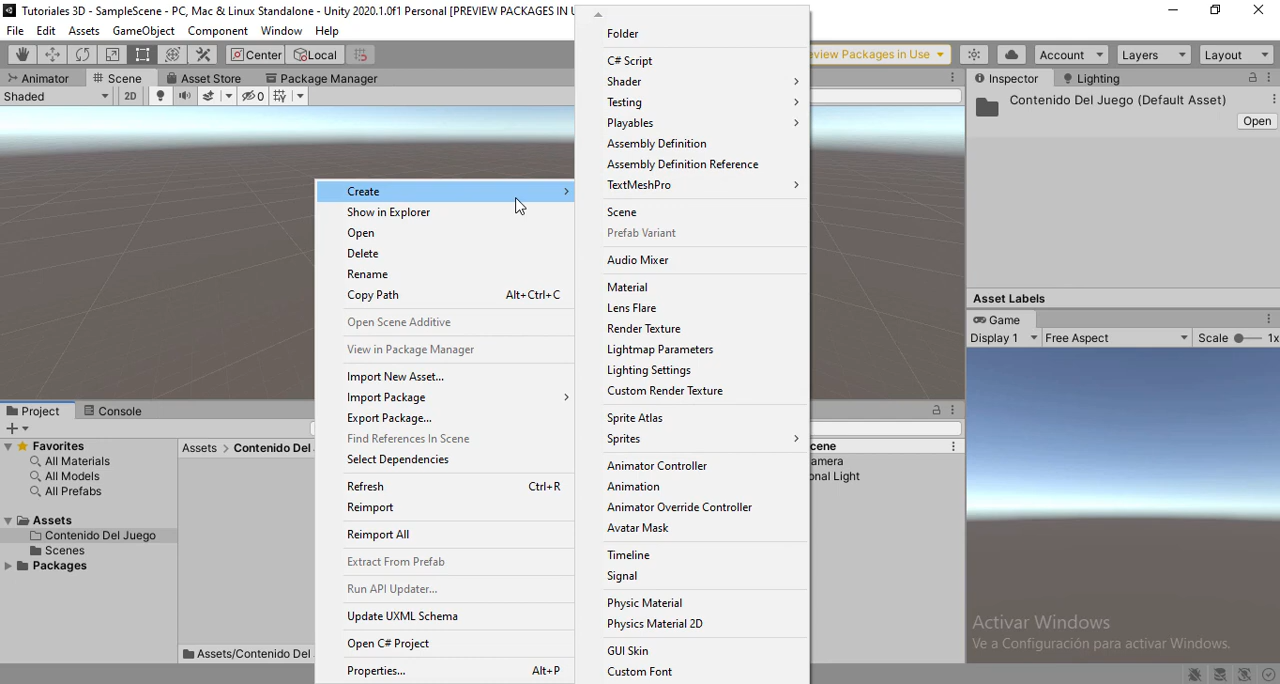 Tutoriales 3D - SampleScene - PC, Mac & Linux Standalone - Unity 2020.1.0f1 Personal [PREVIEW PACKAGES IN U
File Edit Assets GameObject Component Window Help
Center Local
view Packages in Use Account Layers Layout
Animator Scene Asset Store Package Manager
Shaded 2D 0
Create
Show in Explorer
Open
Delete
Rename
Copy Path Alt+Ctrl+C
Open Scene Additive
View in Package Manager
Import New Asset...
Import Package
Export Package...
Find References In Scene
Select Dependencies
Refresh Ctrl+R
Reimport
Reimport All
Extract From Prefab
Run API Updater...
Update UXML Schema
Open C# Project
Properties... Alt+P
Folder
C# Script
Shader
Testing
Playables
Assembly Definition
Assembly Definition Reference
TextMeshPro
Scene
Prefab Variant
Audio Mixer
Material
Lens Flare
Render Texture
Lightmap Parameters
Lighting Settings
Custom Render Texture
Sprite Atlas
Sprites
Animator Controller
Animation
Animator Override Controller
Avatar Mask
Timeline
Signal
Physic Material
Physics Material 2D
GUI Skin
Custom Font
Inspector Lighting
Contenido Del Juego (Default Asset)
Open
Asset Labels
Game
Display 1 Free Aspect Scale 1x
Activar Windows
Ve a Configuración para activar Windows.
Project Console
Favorites
All Materials
All Models
All Prefabs
Assets
Contenido Del Juego
Scenes
Packages
Assets > Contenido Del
Assets/Contenido Del
cene
amera
onal Light